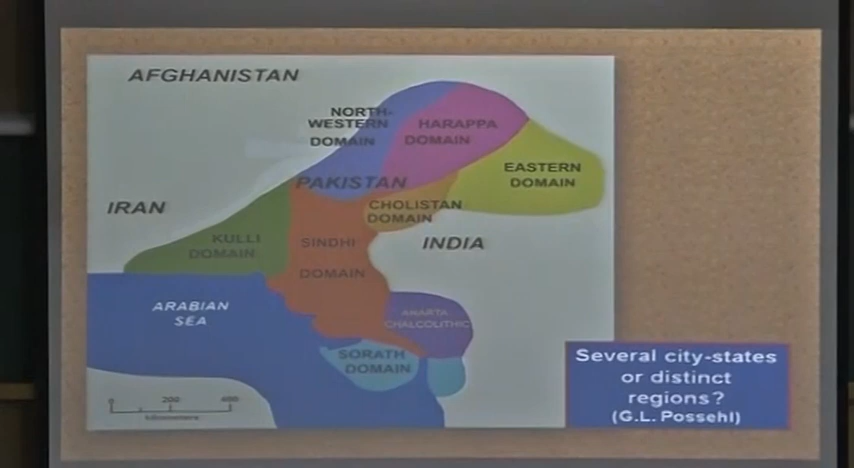 AFGHANISTAN
NORTH-
WESTERN
DOMAIN
HARAPPA
DOMAIN
EASTERN
DOMAIN
PAKISTAN
CHOLISTAN
DOMAIN
IRAN
KULLI
DOMAIN
SINDHI
DOMAIN
INDIA
ARABIAN
SEA
ANARTA
CHALCOLITHIC
SORATH
DOMAIN
0 200 400
kilometers
Several city-states
or distinct
regions?
(G.L. Possehl)